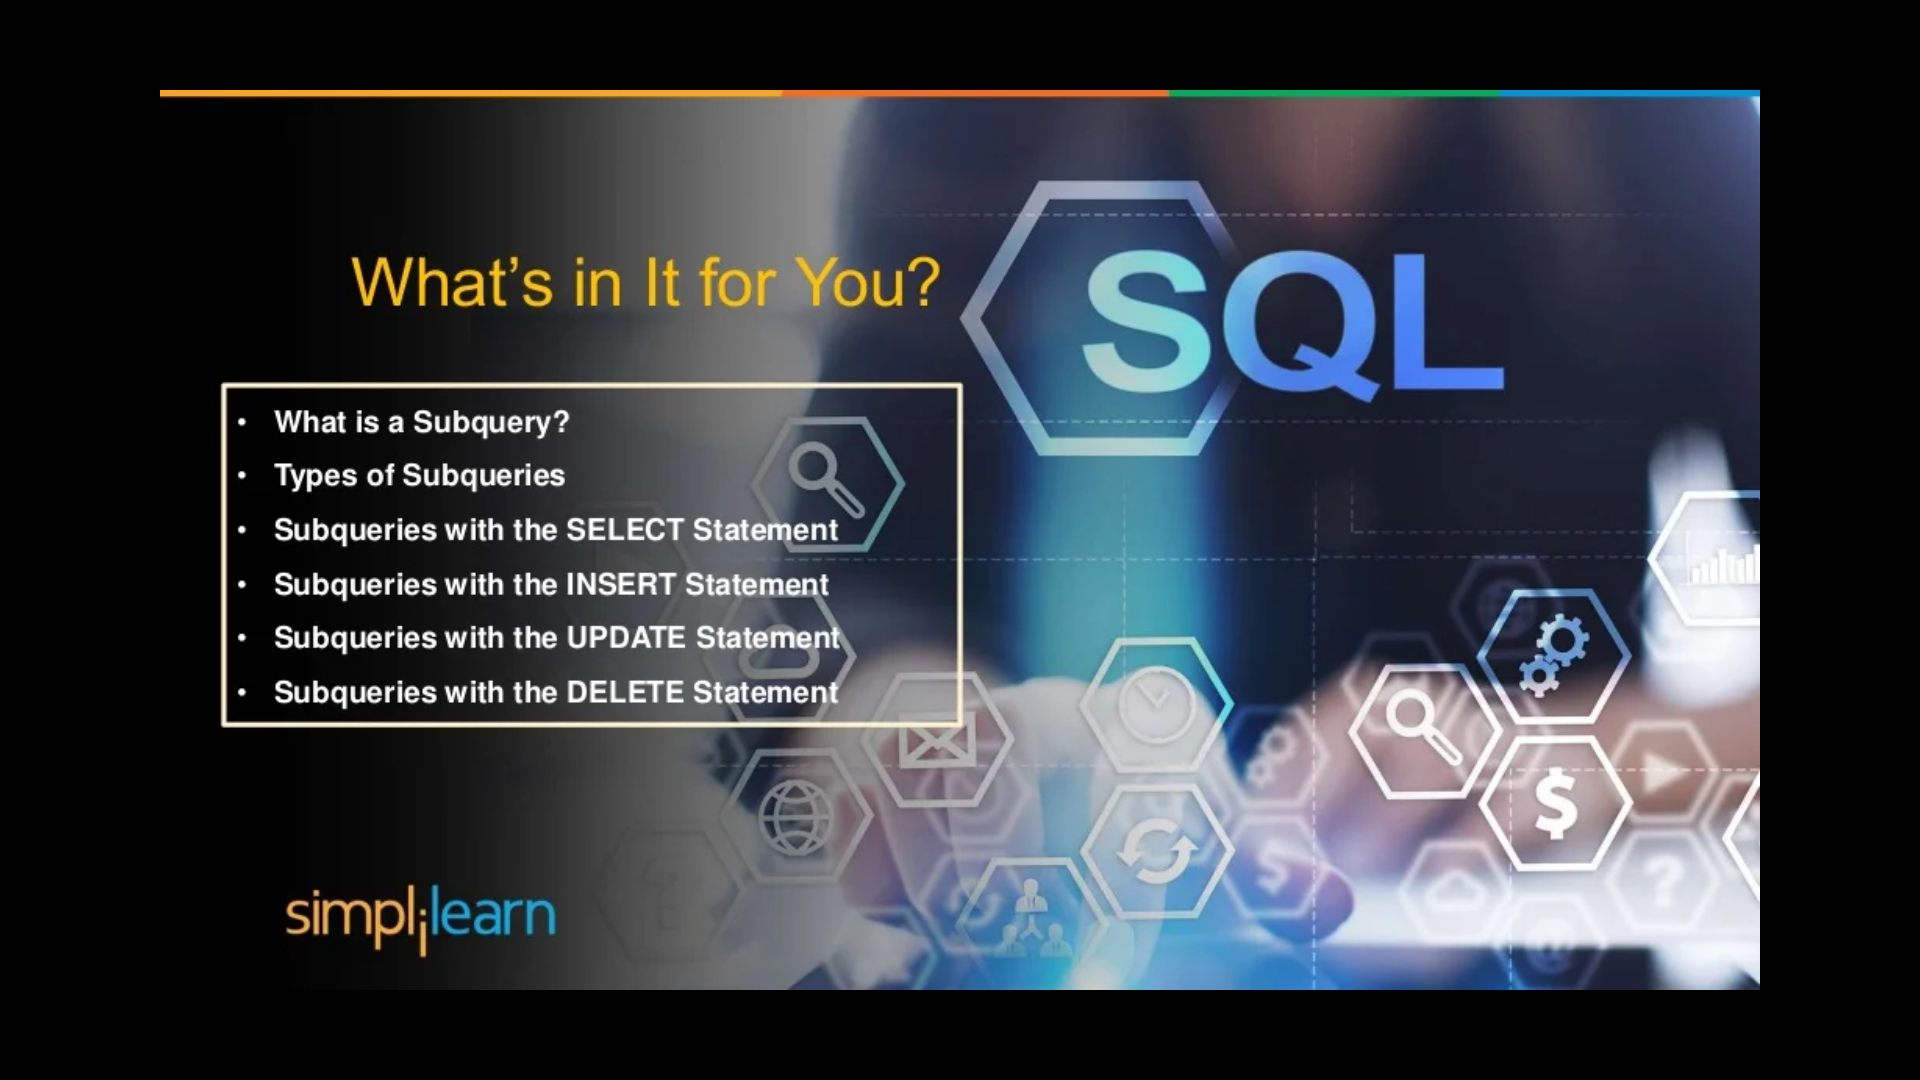 What's in It for You?
SQL
• What is a Subquery?
• Types of Subqueries
• Subqueries with the SELECT Statement
• Subqueries with the INSERT Statement
• Subqueries with the UPDATE Statement
• Subqueries with the DELETE Statement
$
?
simplilearn